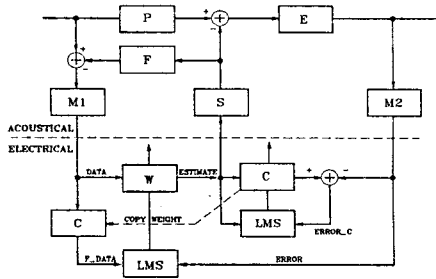 P
+
+
E
-
+
-
F
M1
S
M2
ACOUSTICAL
ELECTRICAL
DATA
W
ESTIMATE
C
+
-
C
COPY WEIGHT
LMS
ERROR_C
F_DATA
LMS
ERROR